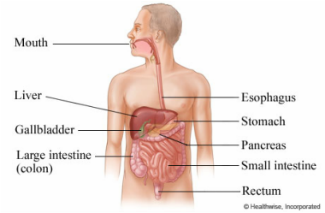 Mouth
Liver
Gallbladder
Large intestine
(colon)
Esophagus
Stomach
Pancreas
Small intestine
Rectum
© Healthwise, Incorporated